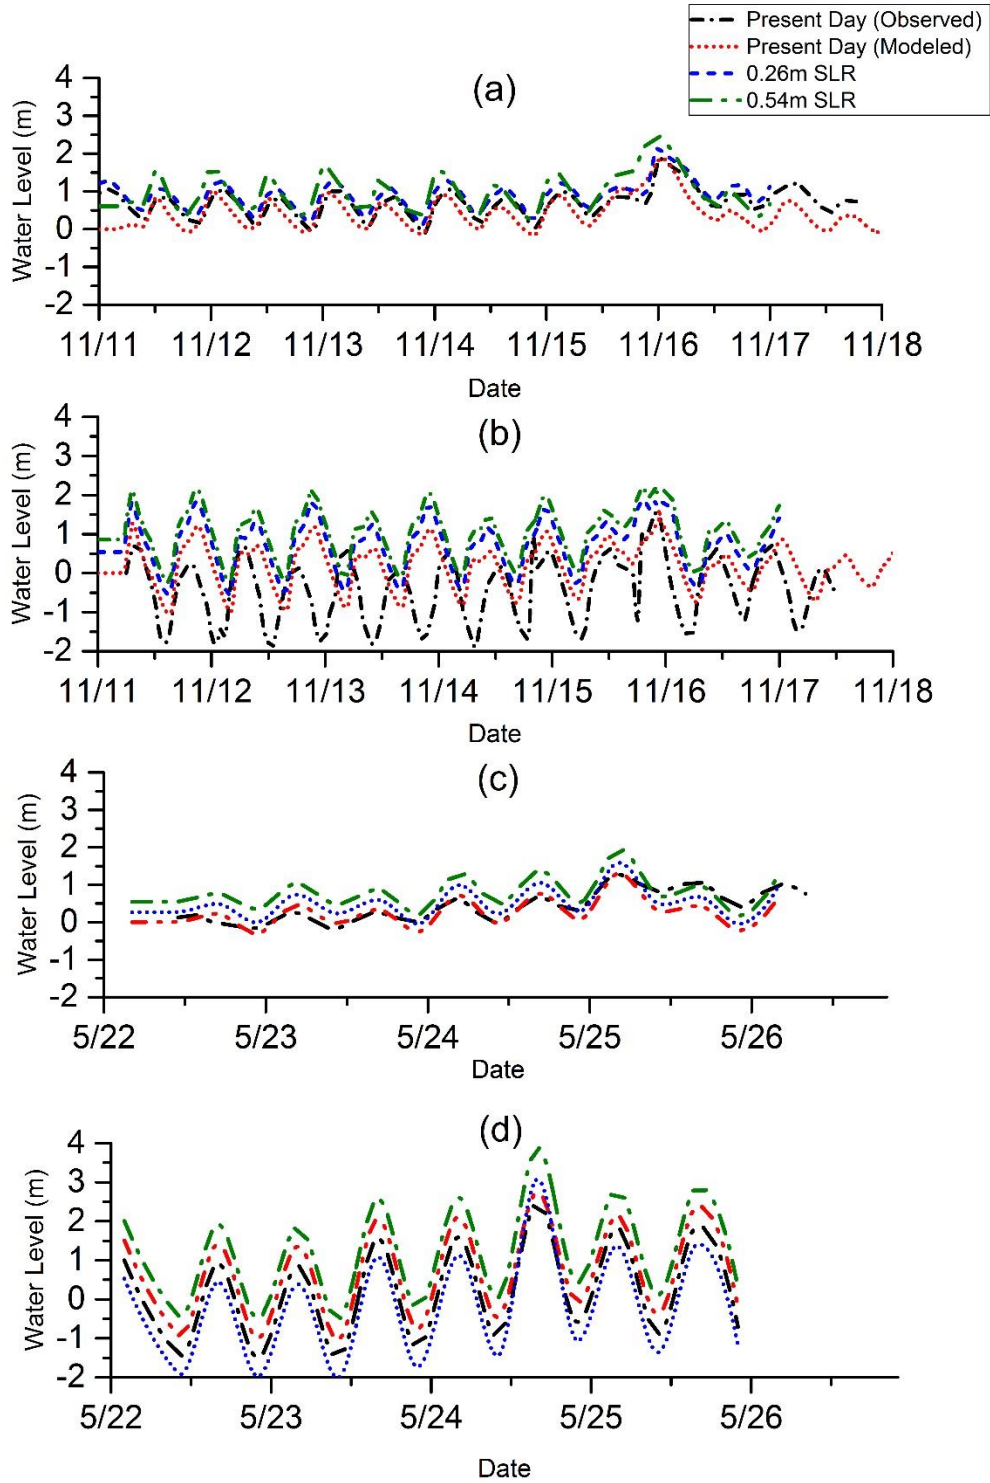 Present Day (Observed)
Present Day (Modeled)
0.26m SLR
0.54m SLR
(a)
Water Level (m)
4
3
2
1
0
-1
-2
11/11 11/12 11/13 11/14 11/15 11/16 11/17 11/18
Date
(b)
Water Level (m)
4
3
2
1
0
-1
-2
11/11 11/12 11/13 11/14 11/15 11/16 11/17 11/18
Date
(c)
Water Level (m)
4
3
2
1
0
-1
-2
5/22 5/23 5/24 5/25 5/26
Date
(d)
Water Level (m)
4
3
2
1
0
-1
-2
5/22 5/23 5/24 5/25 5/26
Date